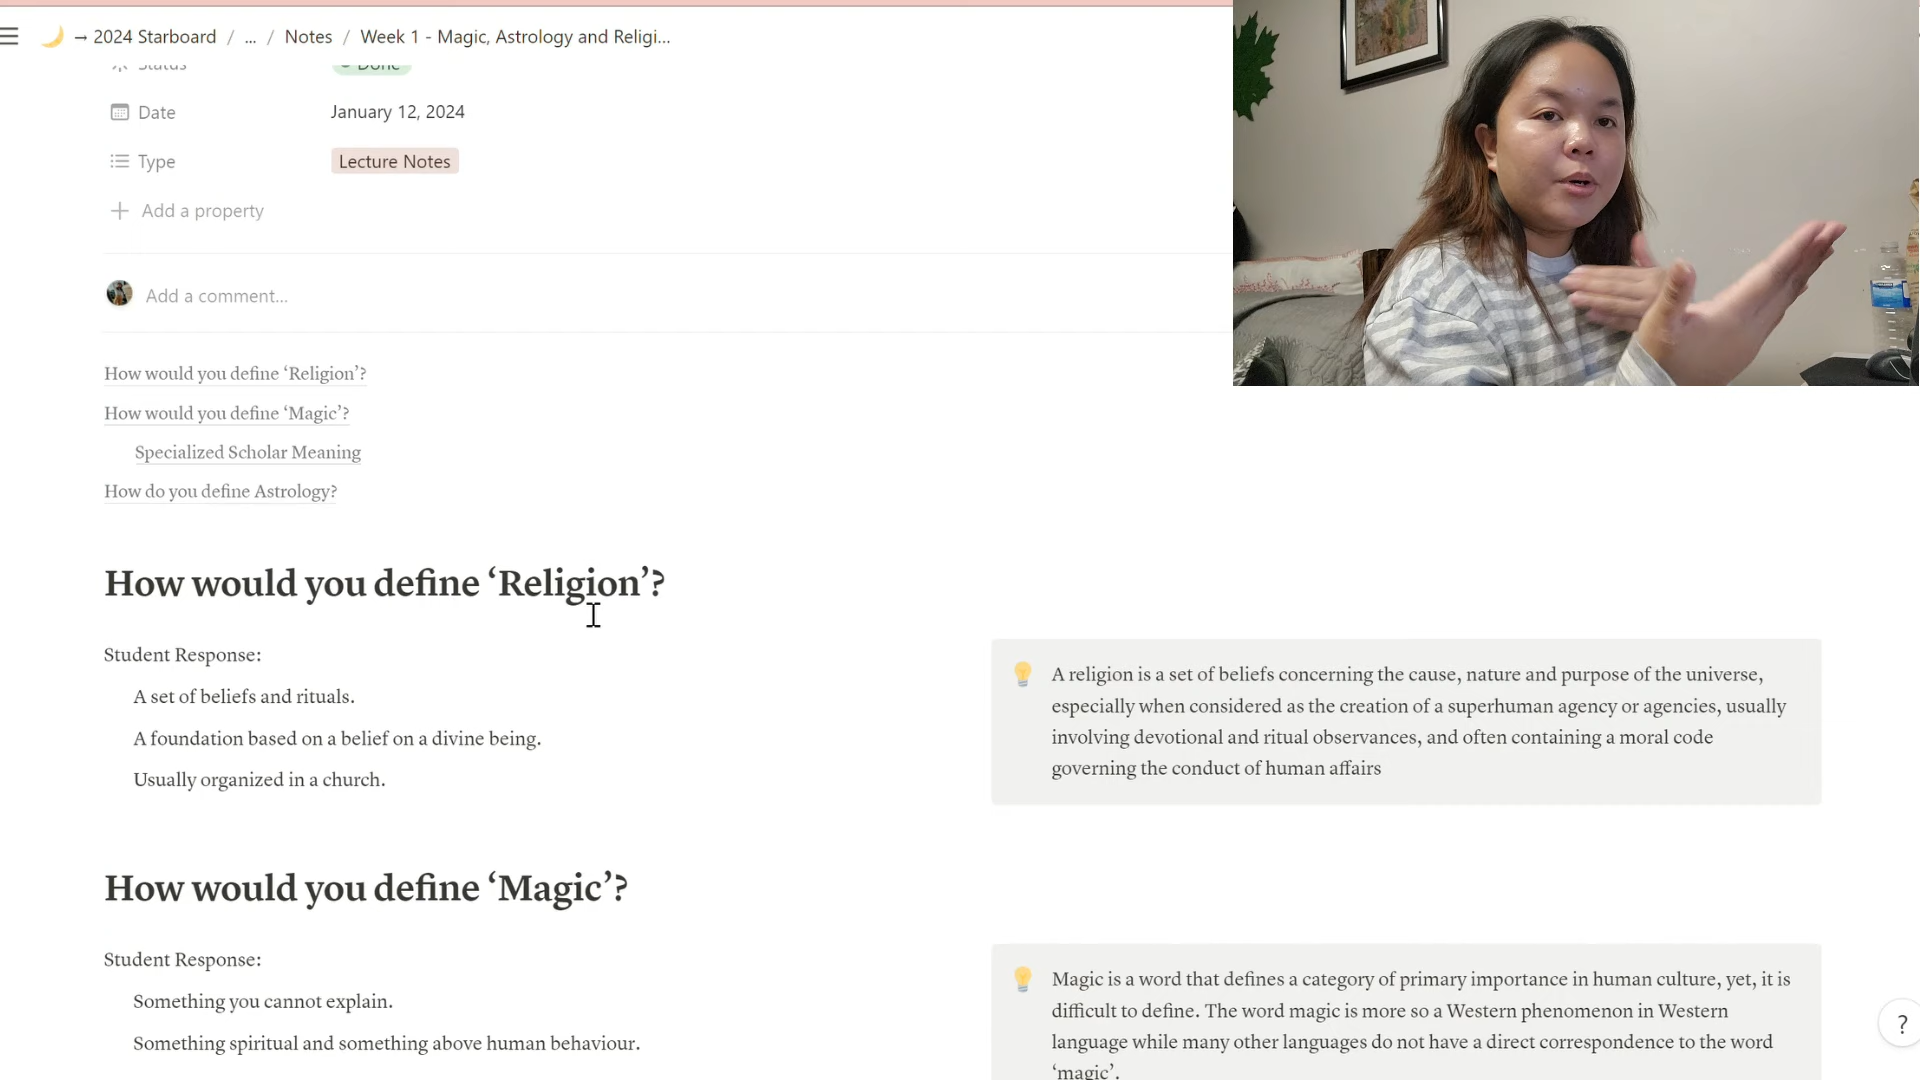 → 2024 Starboard / ... / Notes / Week 1 - Magic, Astrology and Religi...
Status Done
Date January 12, 2024
Type Lecture Notes
Add a property
Add a comment...
How would you define ‘Religion’?
How would you define ‘Magic’?
Specialized Scholar Meaning
How do you define Astrology?
How would you define ‘Religion’?
Student Response:
A set of beliefs and rituals.
A foundation based on a belief on a divine being.
Usually organized in a church.
A religion is a set of beliefs concerning the cause, nature and purpose of the universe,
especially when considered as the creation of a superhuman agency or agencies, usually
involving devotional and ritual observances, and often containing a moral code
governing the conduct of human affairs
How would you define ‘Magic’?
Student Response:
Something you cannot explain.
Something spiritual and something above human behaviour.
Magic is a word that defines a category of primary importance in human culture, yet, it is
difficult to define. The word magic is more so a Western phenomenon in Western
language while many other languages do not have a direct correspondence to the word
‘magic’.
?